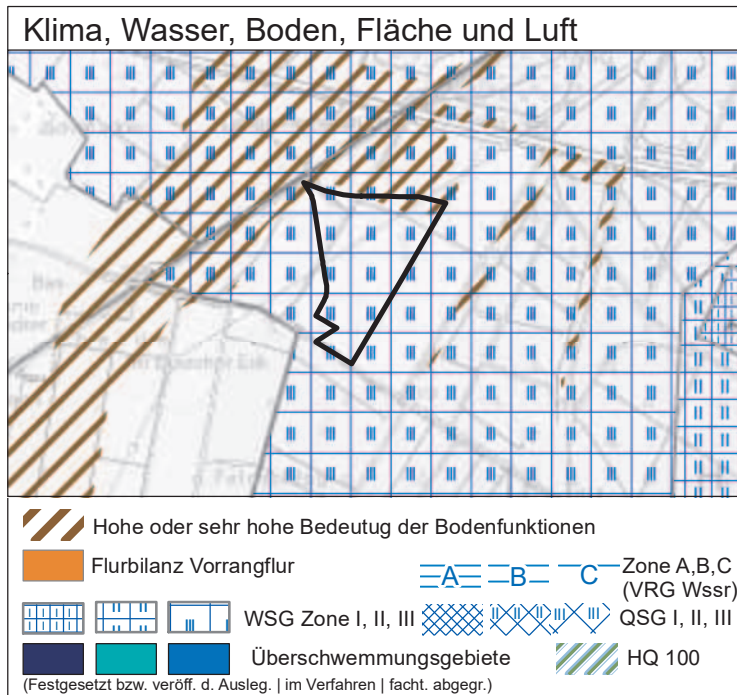 Klima, Wasser, Boden, Fläche und Luft
Hohe oder sehr hohe Bedeutug der Bodenfunktionen
Flurbilanz Vorrangflur
A B C Zone A,B,C
(VRG Wssr)
WSG Zone I, II, III
QSG I, II, III
Überschwemmungsgebiete
HQ 100
(Festgesetzt bzw. veröff. d. Ausleg. | im Verfahren | facht. abgegr.)